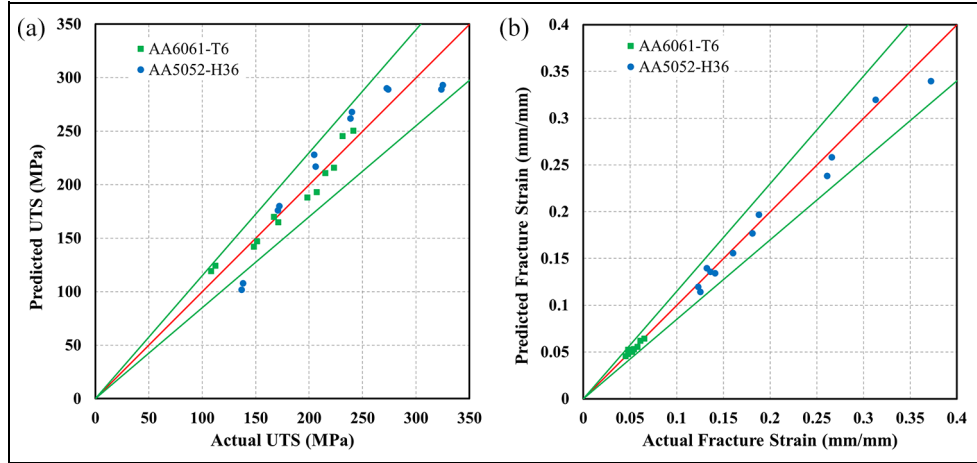 (a)
350
300
250
200
150
100
50
0
Predicted UTS (MPa)
AA6061-T6
AA5052-H36
0 50 100 150 200 250 300 350
Actual UTS (MPa)
(b)
0.4
0.35
0.3
0.25
0.2
0.15
0.1
0.05
0
Predicted Fracture Strain (mm/mm)
AA6061-T6
AA5052-H36
0 0.05 0.1 0.15 0.2 0.25 0.3 0.35 0.4
Actual Fracture Strain (mm/mm)